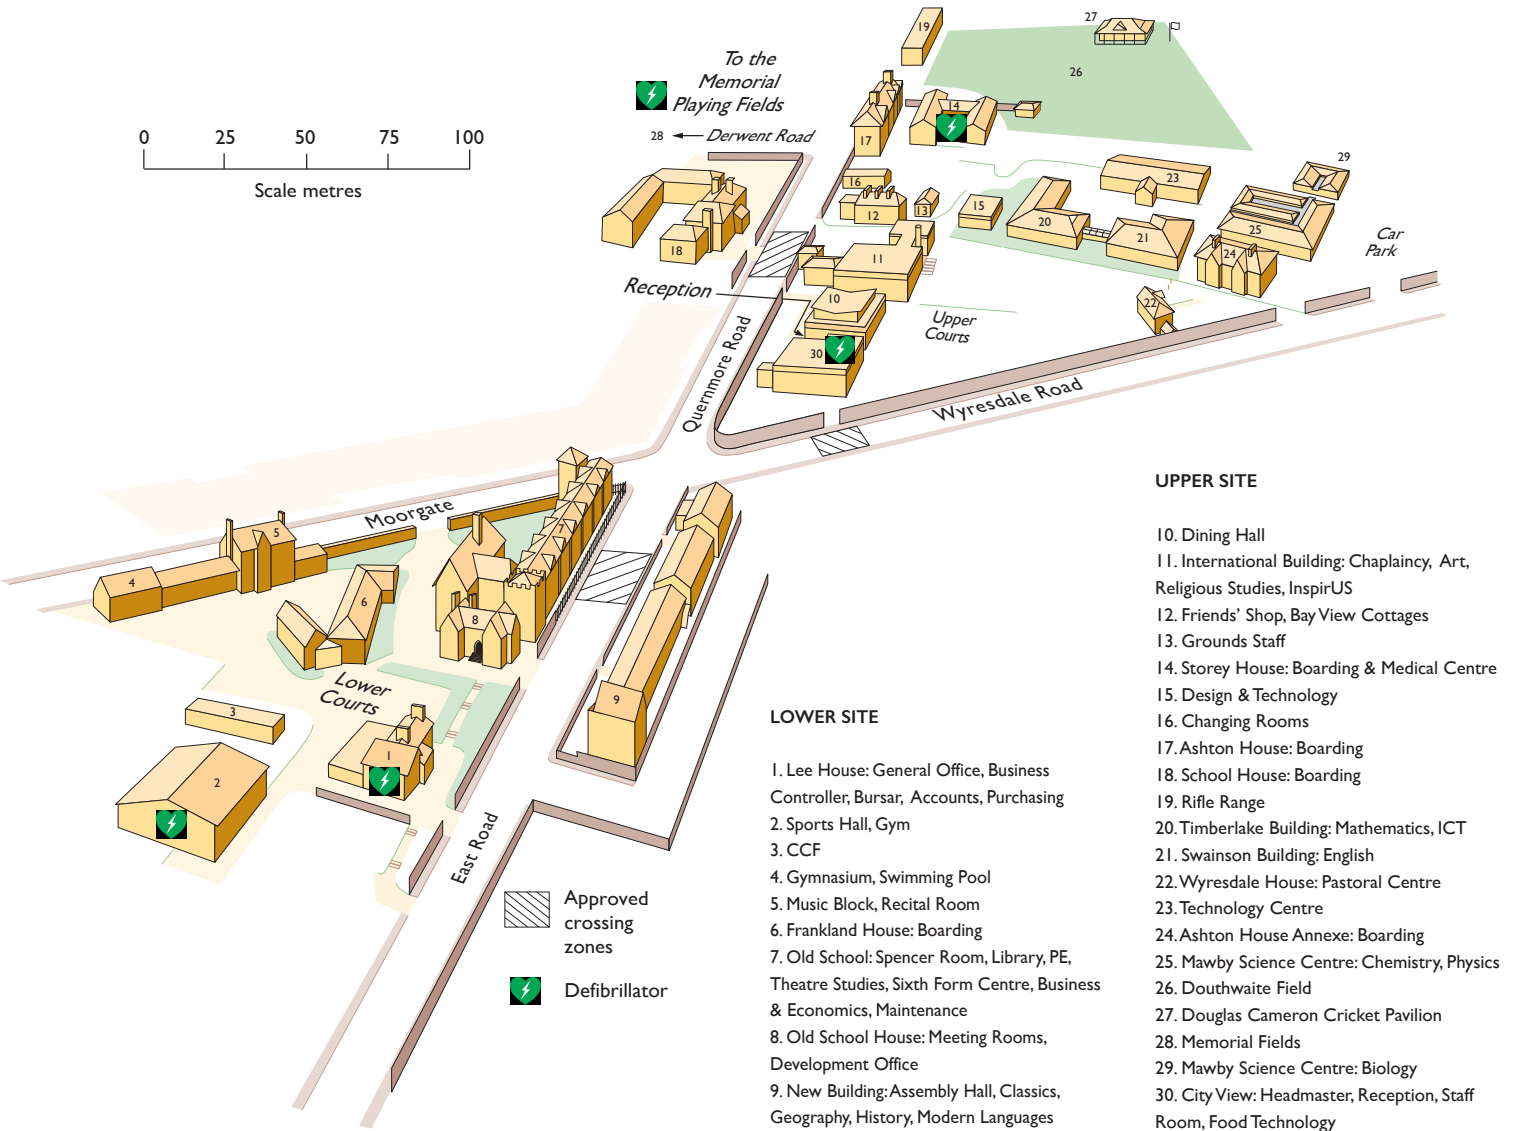 27
19
To the
Memorial
Playing Fields
26
14
0 25 50 75 100
28
Derwent Road
17
29
Scale metres
16
23
12
13
15
20
18
21
25
Car
Park
24
11
Reception
10
22
Upper
Courts
30
Quernmore Road
Wyresdale Road
Moorgate
5
7
4
6
8
Lower
Courts
3
9
1
2
East Road
Approved
crossing
zones
Defibrillator
LOWER SITE
1. Lee House: General Office, Business
Controller, Bursar, Accounts, Purchasing
2. Sports Hall, Gym
3. CCF
4. Gymnasium, Swimming Pool
5. Music Block, Recital Room
6. Frankland House: Boarding
7. Old School: Spencer Room, Library, PE,
Theatre Studies, Sixth Form Centre, Business
& Economics, Maintenance
8. Old School House: Meeting Rooms,
Development Office
9. New Building: Assembly Hall, Classics,
Geography, History, Modern Languages
UPPER SITE
10. Dining Hall
11. International Building: Chaplaincy, Art,
Religious Studies, InspirUS
12. Friends' Shop, Bay View Cottages
13. Grounds Staff
14. Storey House: Boarding & Medical Centre
15. Design & Technology
16. Changing Rooms
17. Ashton House: Boarding
18. School House: Boarding
19. Rifle Range
20. Timberlake Building: Mathematics, ICT
21. Swainson Building: English
22. Wyresdale House: Pastoral Centre
23. Technology Centre
24. Ashton House Annexe: Boarding
25. Mawby Science Centre: Chemistry, Physics
26. Douthwaite Field
27. Douglas Cameron Cricket Pavilion
28. Memorial Fields
29. Mawby Science Centre: Biology
30. City View: Headmaster, Reception, Staff
Room, Food Technology